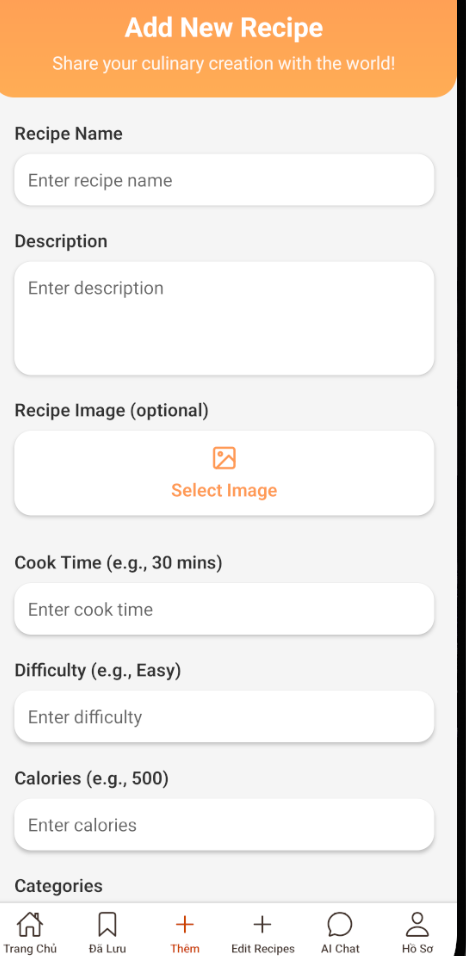 Add New Recipe
Share your culinary creation with the world!
Recipe Name
Enter recipe name
Description
Enter description
Recipe Image (optional)
Select Image
Cook Time (e.g., 30 mins)
Enter cook time
Difficulty (e.g., Easy)
Enter difficulty
Calories (e.g., 500)
Enter calories
Categories
Trang Chủ
Đã Lưu
Thêm
Edit Recipes
AI Chat
Hồ Sơ